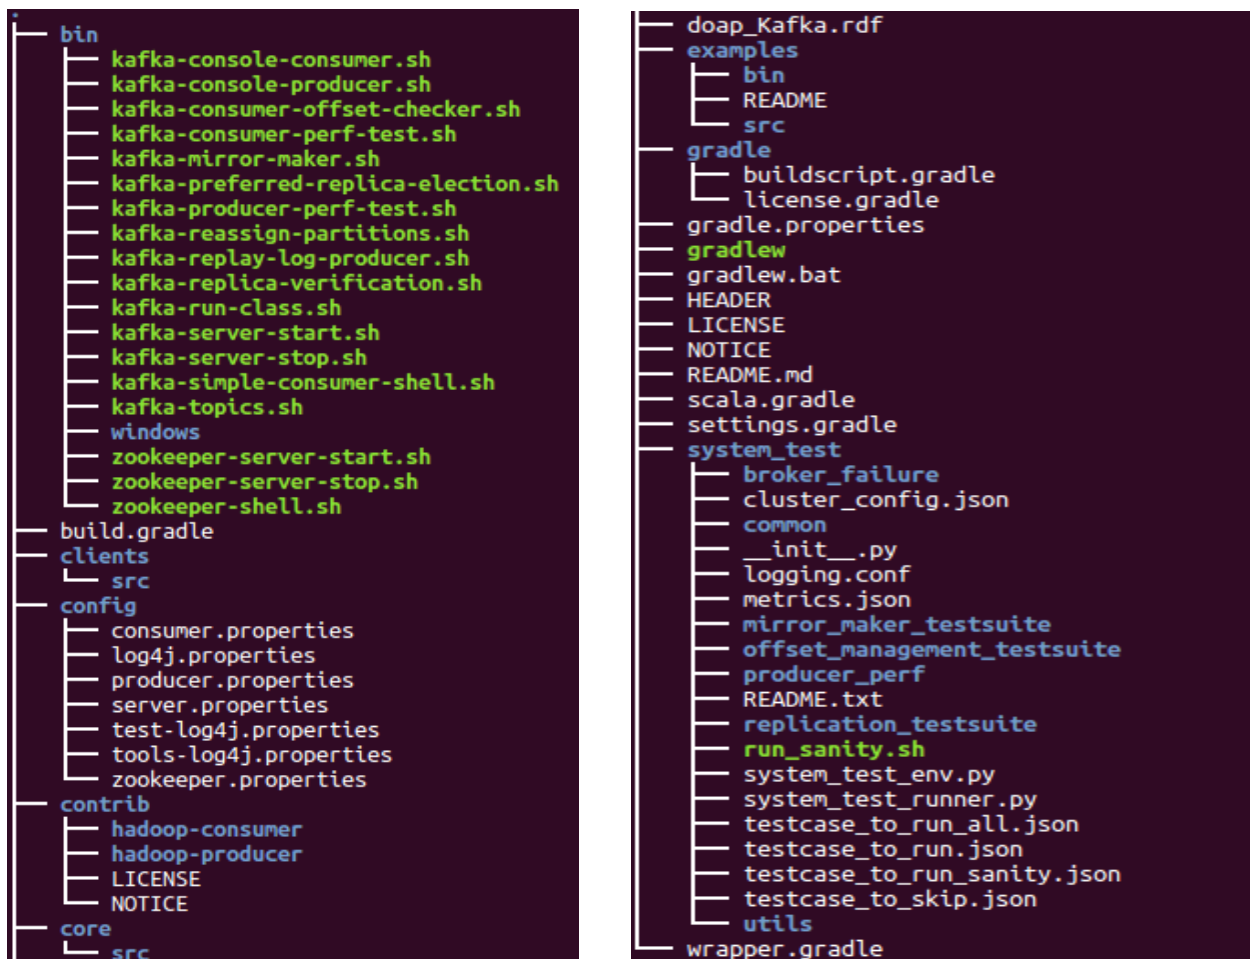 .
bin
kafka-console-consumer.sh
kafka-console-producer.sh
kafka-consumer-offset-checker.sh
kafka-consumer-perf-test.sh
kafka-mirror-maker.sh
kafka-preferred-replica-election.sh
kafka-producer-perf-test.sh
kafka-reassign-partitions.sh
kafka-replay-log-producer.sh
kafka-replica-verification.sh
kafka-run-class.sh
kafka-server-start.sh
kafka-server-stop.sh
kafka-simple-consumer-shell.sh
kafka-topics.sh
windows
zookeeper-server-start.sh
zookeeper-server-stop.sh
zookeeper-shell.sh
build.gradle
clients
src
config
consumer.properties
log4j.properties
producer.properties
server.properties
test-log4j.properties
tools-log4j.properties
zookeeper.properties
contrib
hadoop-consumer
hadoop-producer
LICENSE
NOTICE
core
src
doap_Kafka.rdf
examples
bin
README
src
gradle
buildscript.gradle
license.gradle
gradle.properties
gradlew
gradlew.bat
HEADER
LICENSE
NOTICE
README.md
scala.gradle
settings.gradle
system_test
broker_failure
cluster_config.json
common
__init__.py
logging.conf
metrics.json
mirror_maker_testsuite
offset_management_testsuite
producer_perf
README.txt
replication_testsuite
run_sanity.sh
system_test_env.py
system_test_runner.py
testcase_to_run_all.json
testcase_to_run.json
testcase_to_run_sanity.json
testcase_to_skip.json
utils
wrapper.gradle